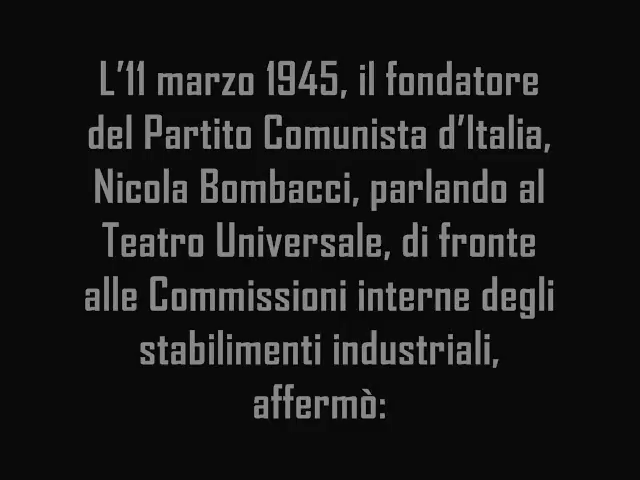 L'11 marzo 1945, il fondatore
del Partito Comunista d'Italia,
Nicola Bombacci, parlando al
Teatro Universale, di fronte
alle Commissioni interne degli
stabilimenti industriali,
affermò: